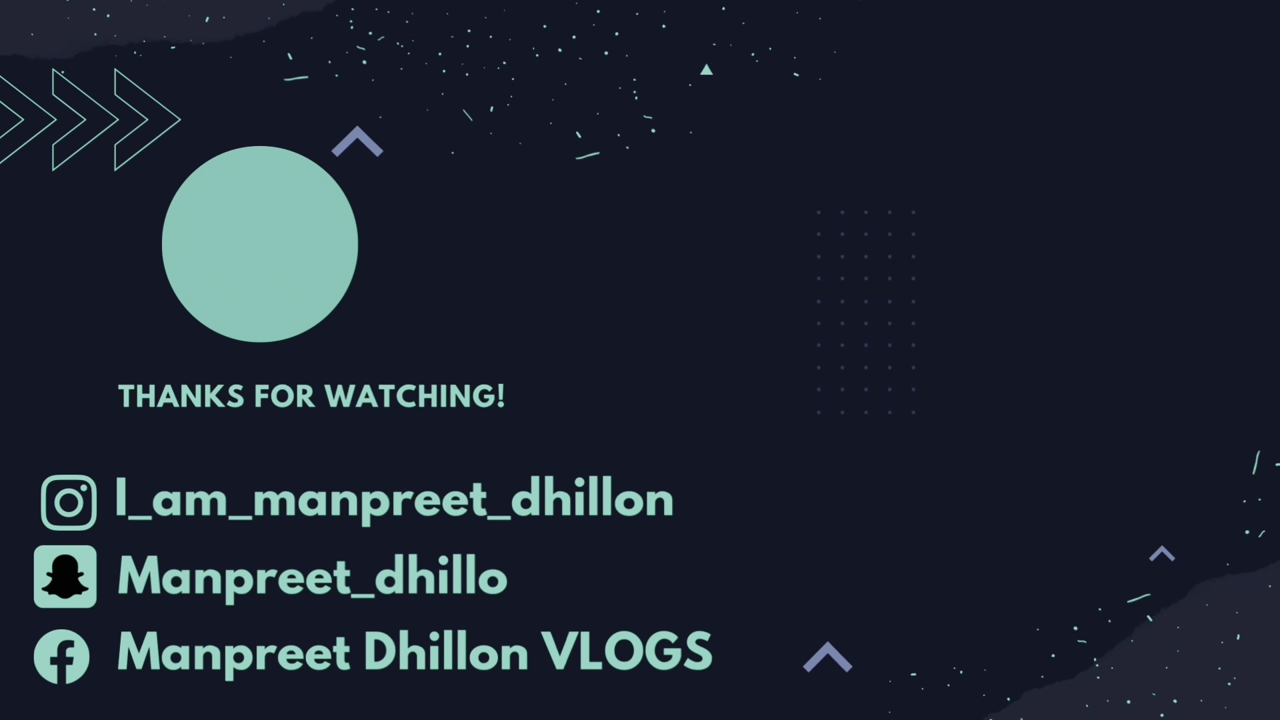 THANKS FOR WATCHING!
I_am_manpreet_dhillon
Manpreet_dhillo
Manpreet Dhillon VLOGS